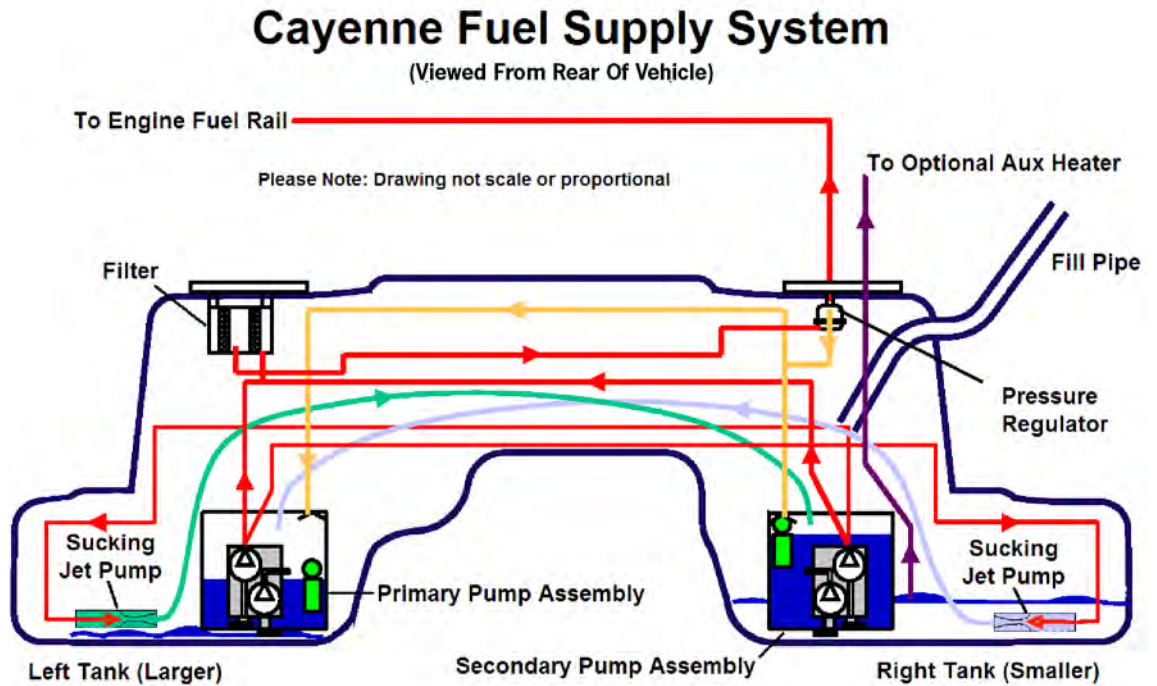 Cayenne Fuel Supply System
(Viewed From Rear Of Vehicle)
To Engine Fuel Rail
To Optional Aux Heater
Please Note: Drawing not scale or proportional
Filter
Fill Pipe
Pressure
Regulator
Sucking
Jet Pump
Sucking
Jet Pump
Primary Pump Assembly
Left Tank (Larger)
Secondary Pump Assembly
Right Tank (Smaller)